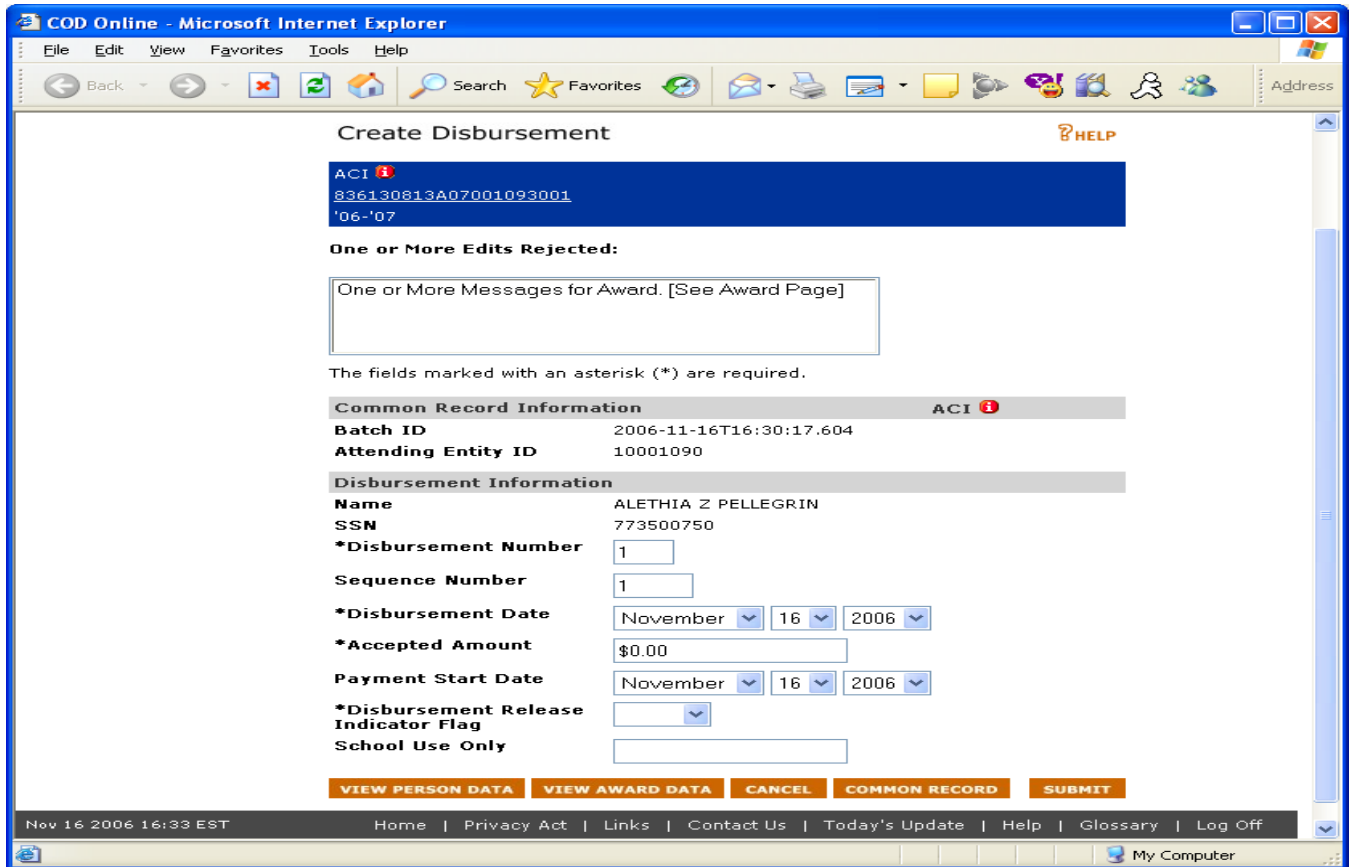 COD Online - Microsoft Internet Explorer
File Edit View Favorites Tools Help
Back Search Favorites Address
Create Disbursement
HELP
ACI
836130813A07001093001
'06-'07
One or More Edits Rejected:
One or More Messages for Award. [See Award Page]
The fields marked with an asterisk (*) are required.
Common Record Information ACI
Batch ID 2006-11-16T16:30:17.604
Attending Entity ID 10001090
Disbursement Information
Name ALETHIA Z PELLEGRIN
SSN 773500750
*Disbursement Number 1
Sequence Number 1
*Disbursement Date November 16 2006
*Accepted Amount $0.00
Payment Start Date November 16 2006
*Disbursement Release
Indicator Flag
School Use Only
VIEW PERSON DATA VIEW AWARD DATA CANCEL COMMON RECORD SUBMIT
Nov 16 2006 16:33 EST Home | Privacy Act | Links | Contact Us | Today's Update | Help | Glossary | Log Off
My Computer